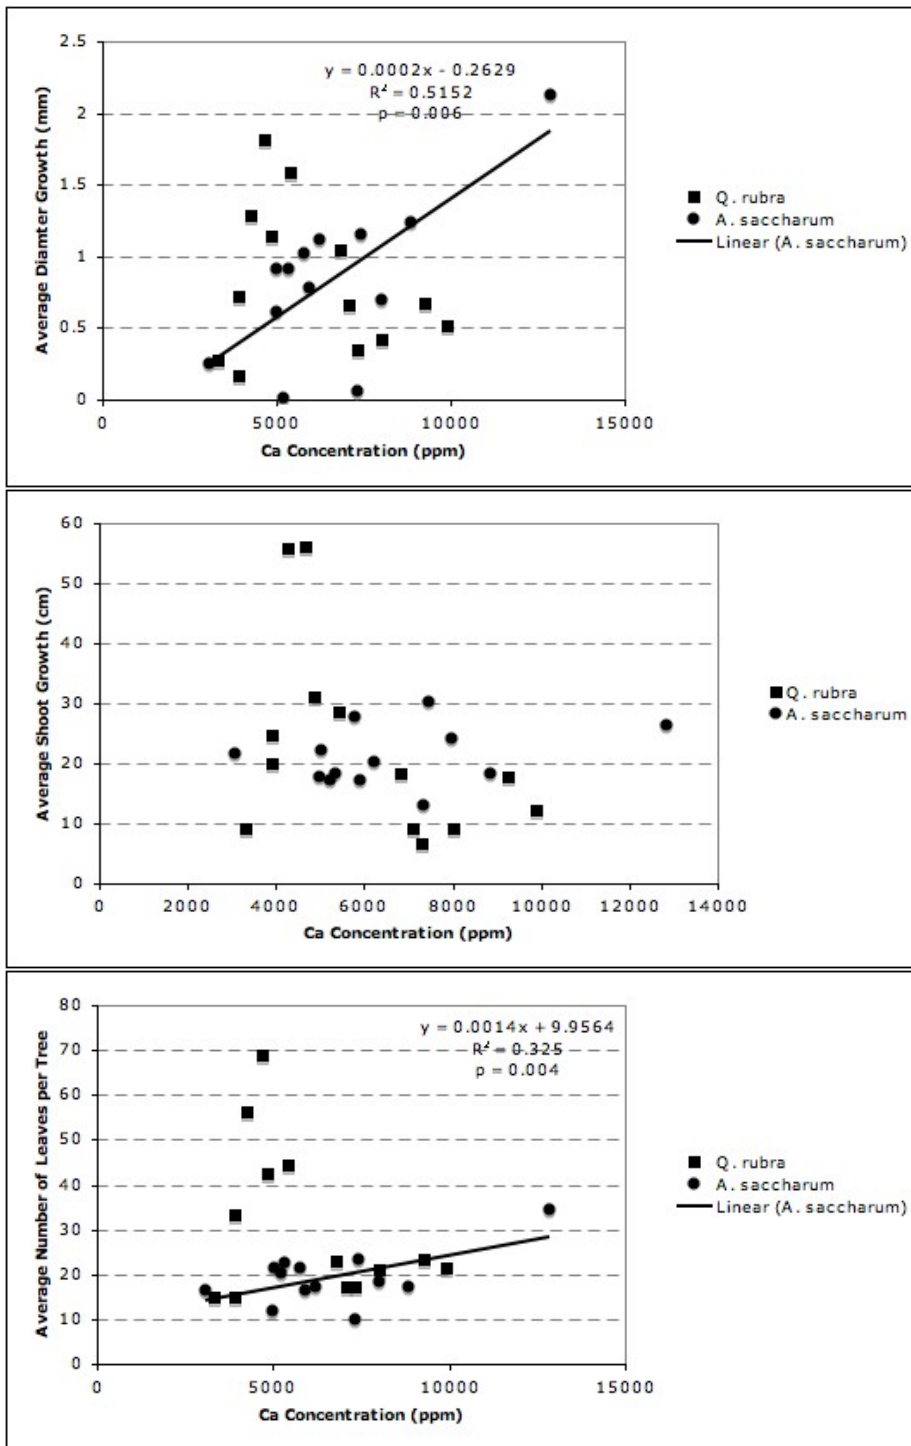 2.5
2
1.5
1
0.5
0
Average Diamter Growth (mm)
y = 0.0002x - 0.2629
R² = 0.5152
p = 0.006
Q. rubra
A. saccharum
Linear (A. saccharum)
0 5000 10000 15000
Ca Concentration (ppm)
60
50
40
30
20
10
0
Average Shoot Growth (cm)
Q. rubra
A. saccharum
0 2000 4000 6000 8000 10000 12000 14000
Ca Concentration (ppm)
80
70
60
50
40
30
20
10
0
Average Number of Leaves per Tree
y = 0.0014x + 9.9564
R² = 0.325
p = 0.004
Q. rubra
A. saccharum
Linear (A. saccharum)
0 5000 10000 15000
Ca Concentration (ppm)